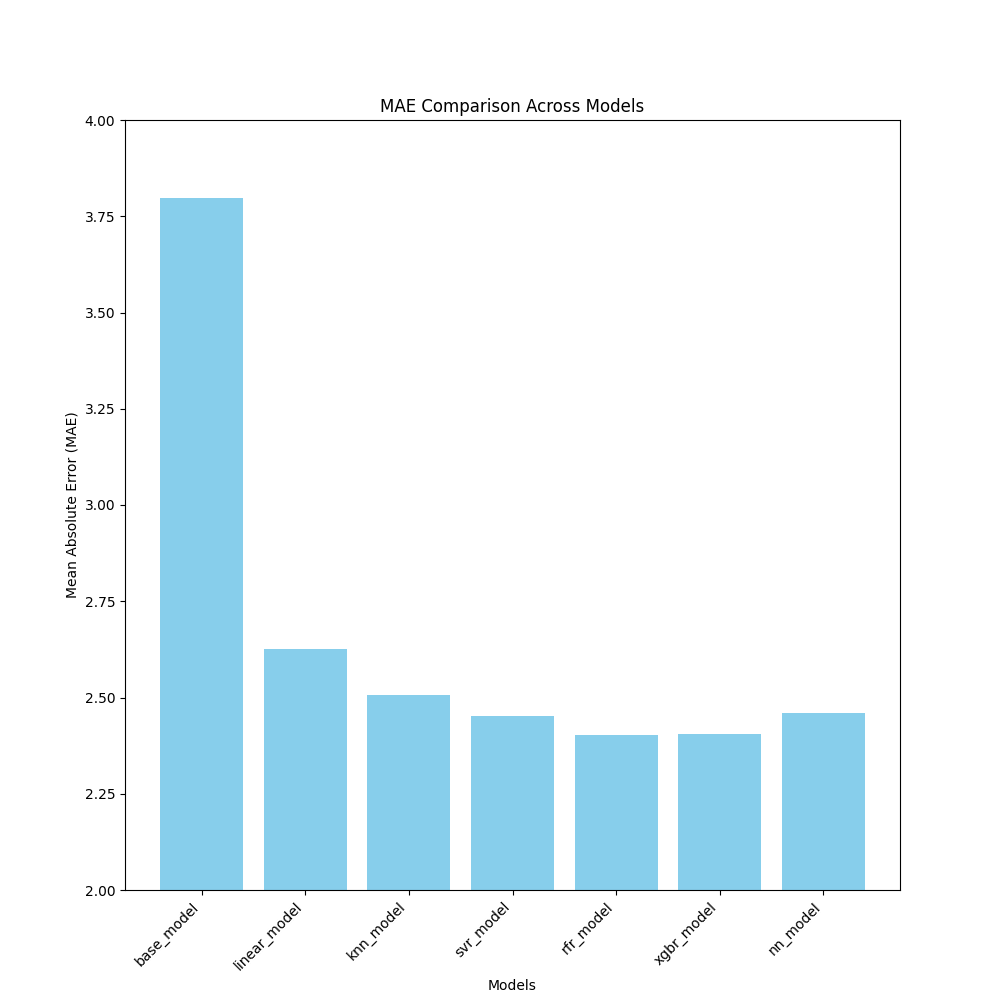 MAE Comparison Across Models
4.00
3.75
3.50
3.25
3.00
2.75
2.50
2.25
2.00
Mean Absolute Error (MAE)
base_model
linear_model
knn_model
svr_model
rfr_model
xgbr_model
nn_model
Models